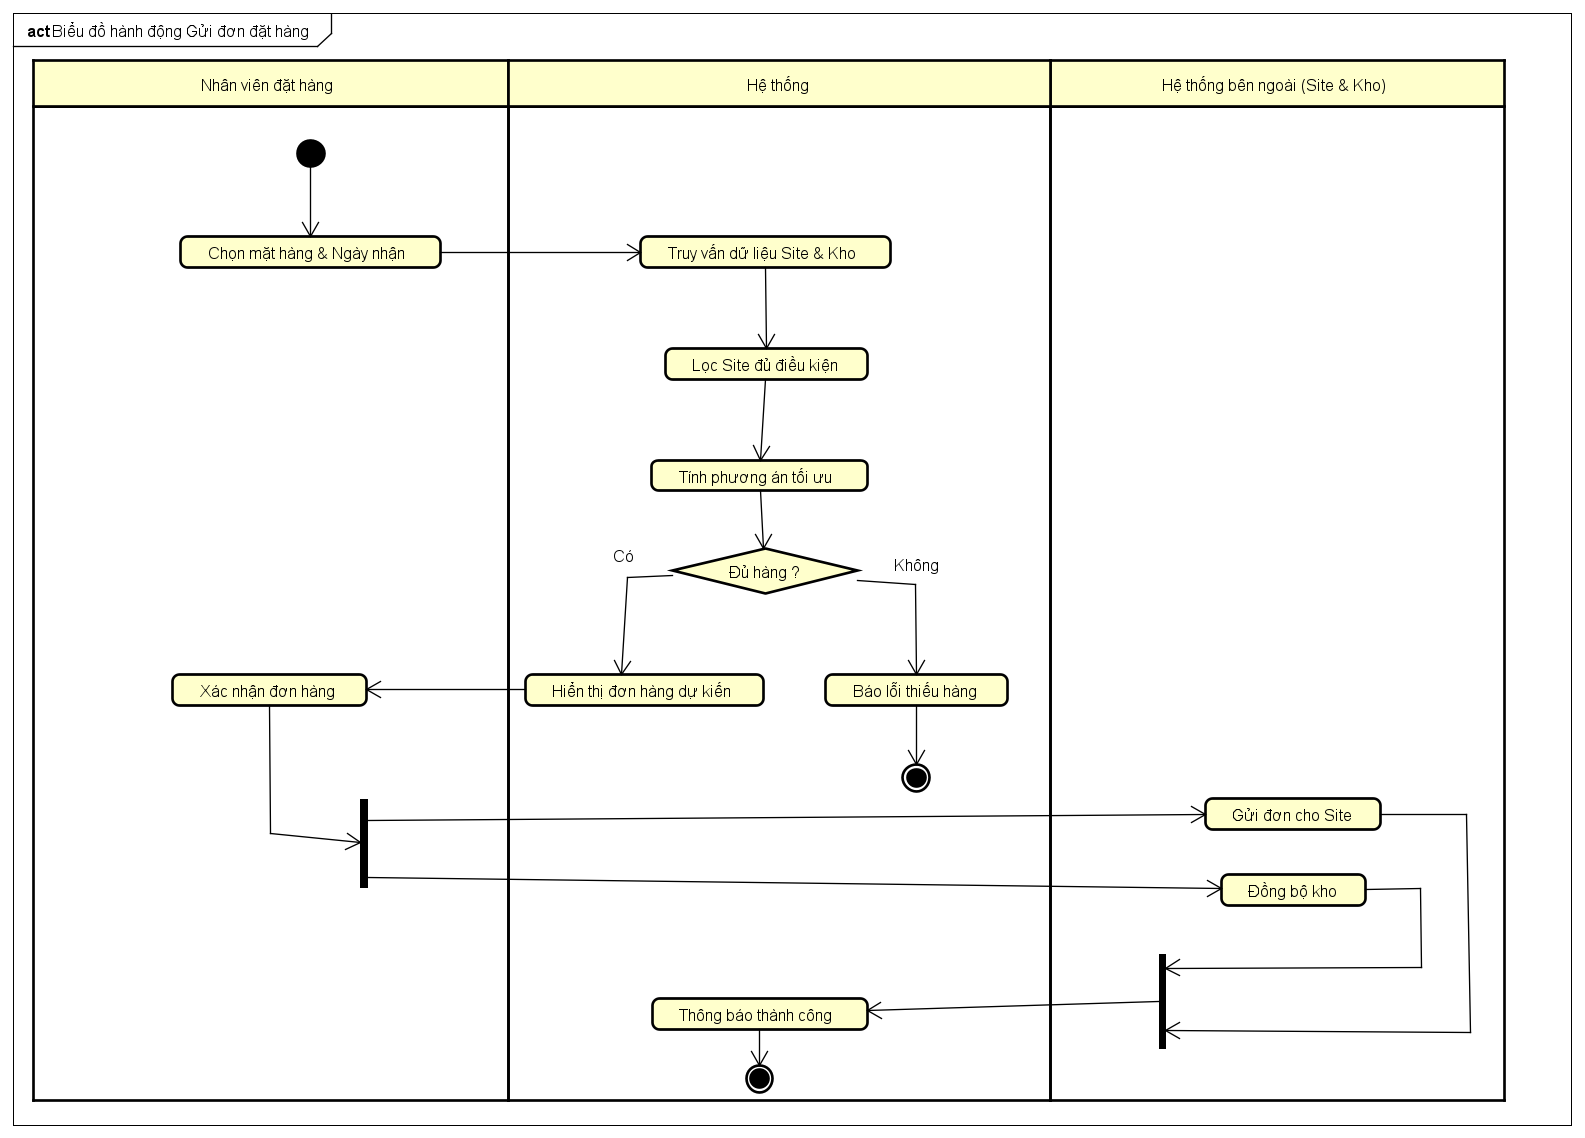 act Biểu đồ hành động Gửi đơn đặt hàng
Nhân viên đặt hàng
Hệ thống
Hệ thống bên ngoài (Site & Kho)
Chọn mặt hàng & Ngày nhận
Truy vấn dữ liệu Site & Kho
Lọc Site đủ điều kiện
Tính phương án tối ưu
Có
Đủ hàng ?
Không
Xác nhận đơn hàng
Hiển thị đơn hàng dự kiến
Báo lỗi thiếu hàng
Gửi đơn cho Site
Đồng bộ kho
Thông báo thành công